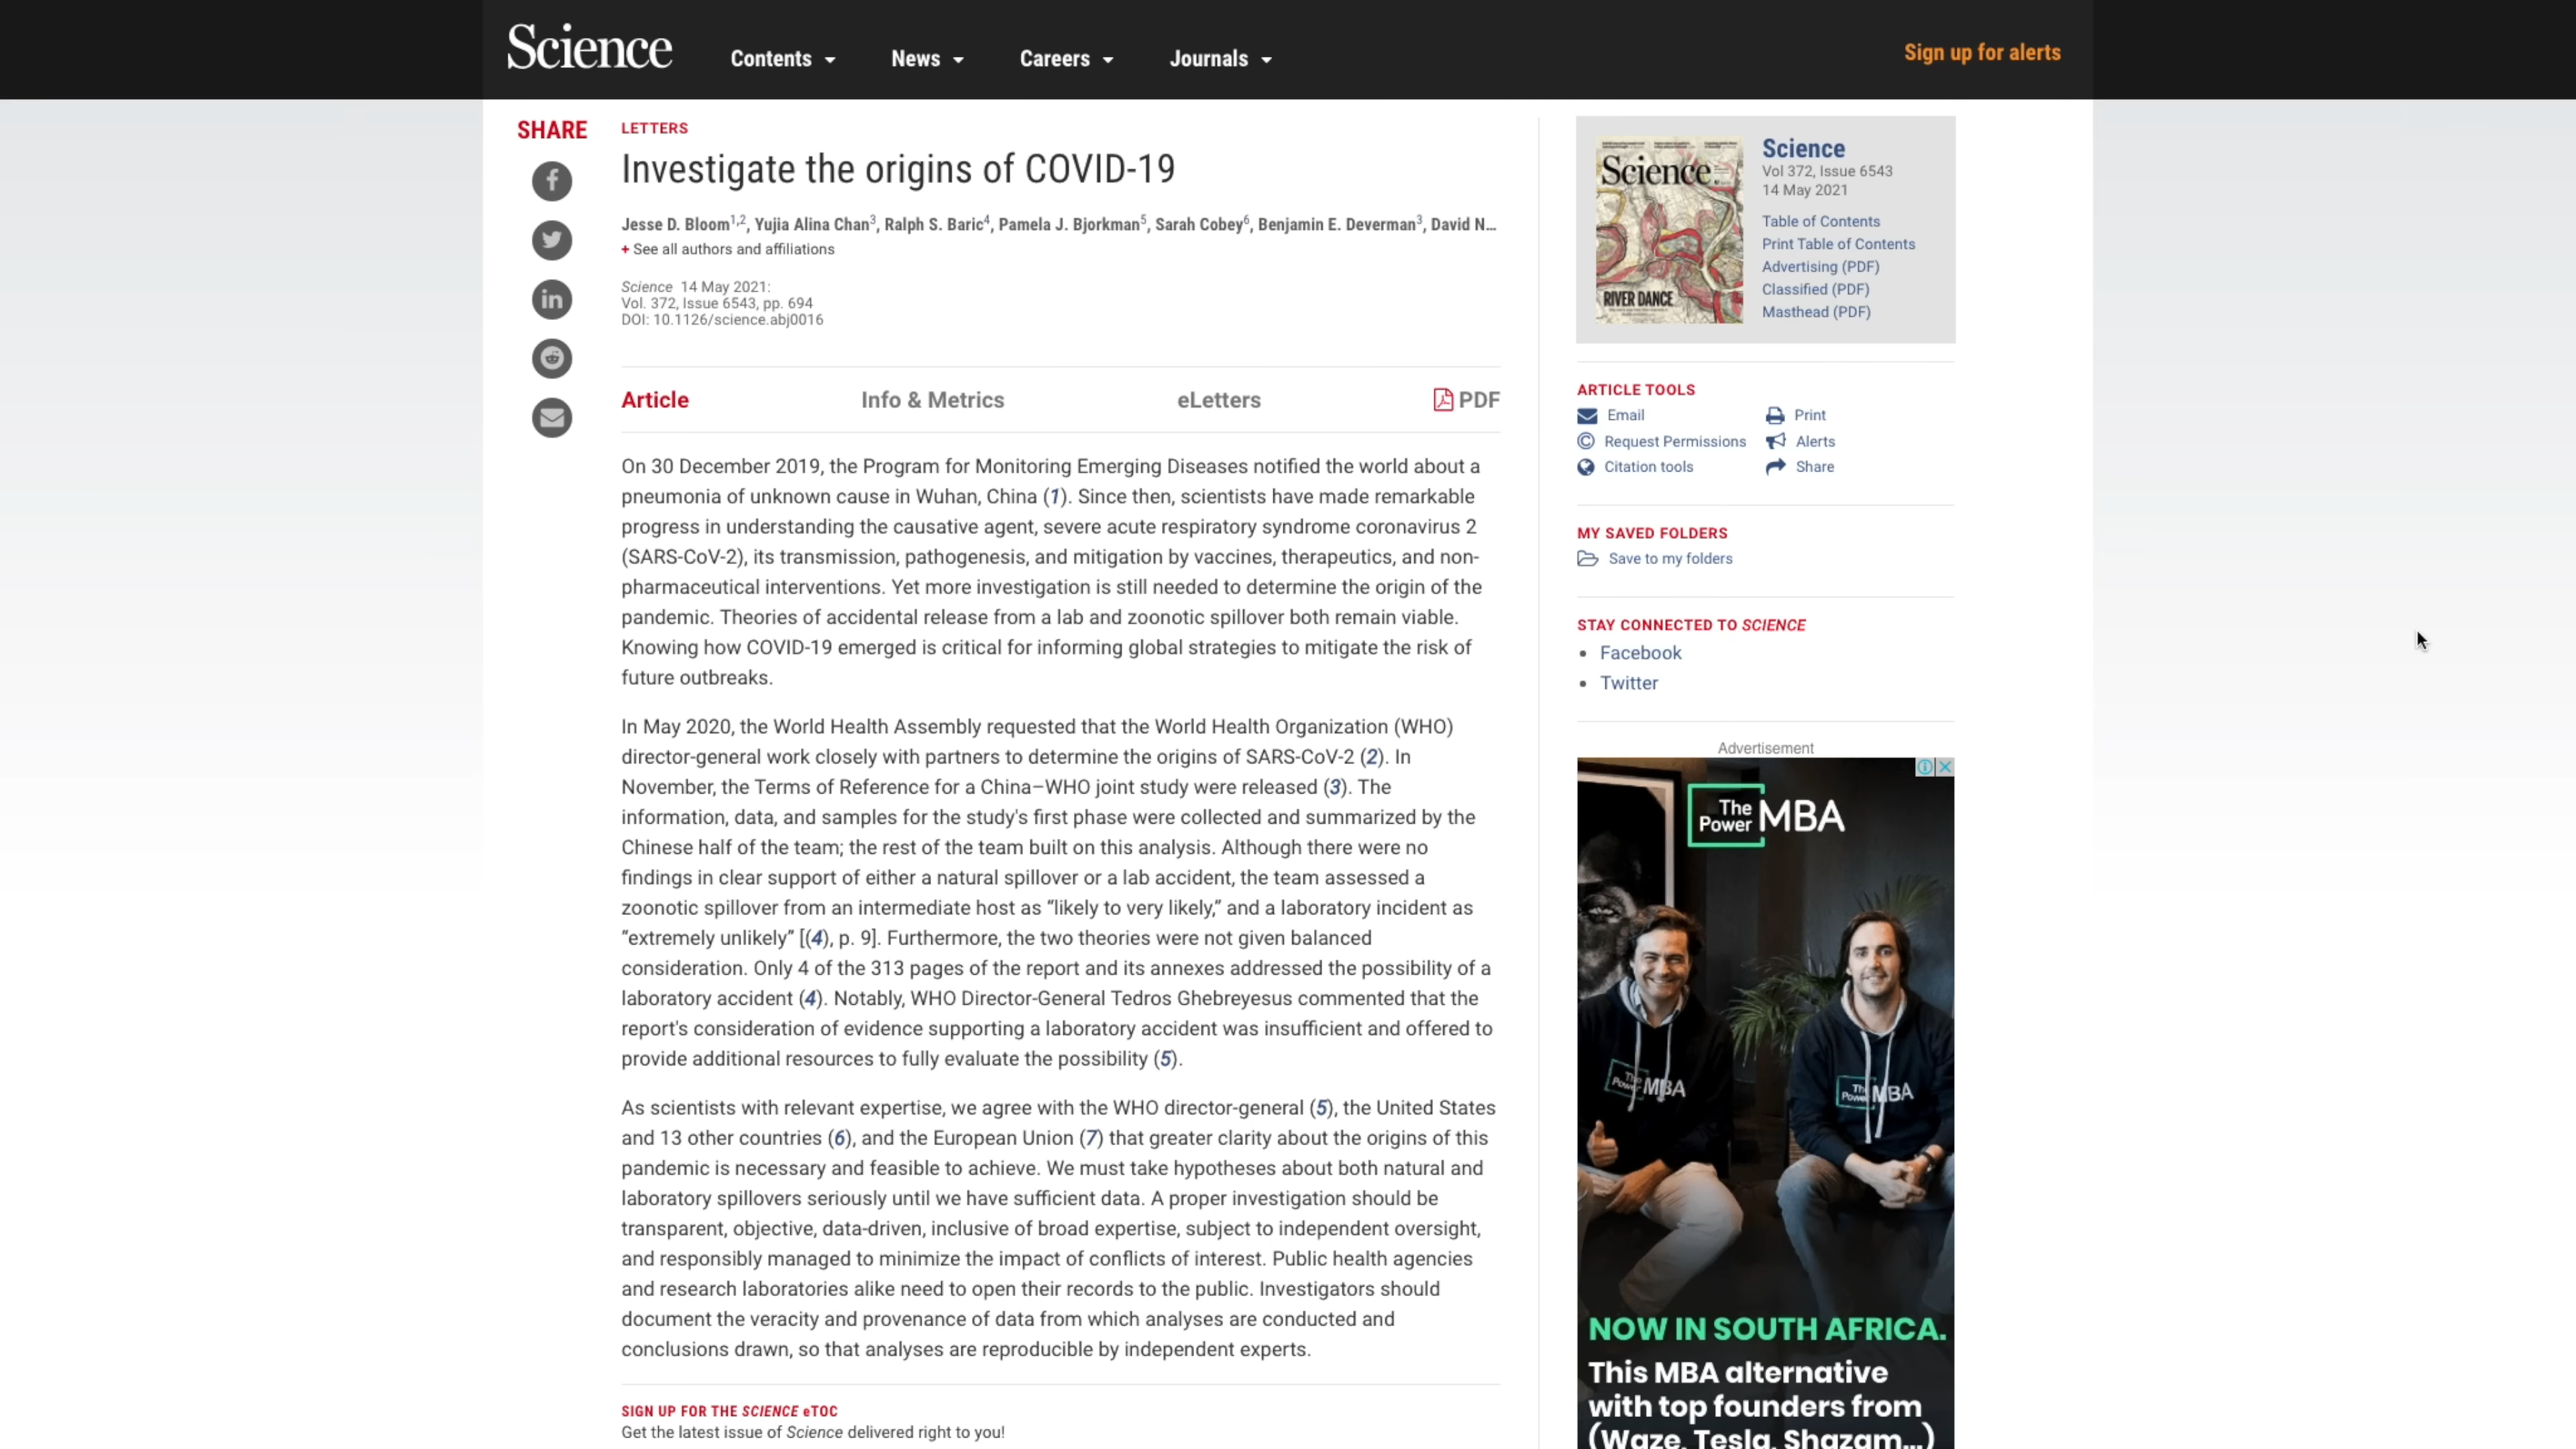 Science
Contents
News
Careers
Journals
Sign up for alerts
SHARE
LETTERS
Investigate the origins of COVID-19
Jesse D. Bloom1,2, Yujia Alina Chan3, Ralph S. Baric4, Pamela J. Bjorkman5, Sarah Cobey6, Benjamin E. Deverman3, David N...
+ See all authors and affiliations
Science 14 May 2021:
Vol. 372, Issue 6543, pp. 694
DOI: 10.1126/science.abj0016
Article
Info & Metrics
eLetters
PDF
On 30 December 2019, the Program for Monitoring Emerging Diseases notified the world about a
pneumonia of unknown cause in Wuhan, China (1). Since then, scientists have made remarkable
progress in understanding the causative agent, severe acute respiratory syndrome coronavirus 2
(SARS-CoV-2), its transmission, pathogenesis, and mitigation by vaccines, therapeutics, and non-
pharmaceutical interventions. Yet more investigation is still needed to determine the origin of the
pandemic. Theories of accidental release from a lab and zoonotic spillover both remain viable.
Knowing how COVID-19 emerged is critical for informing global strategies to mitigate the risk of
future outbreaks.
In May 2020, the World Health Assembly requested that the World Health Organization (WHO)
director-general work closely with partners to determine the origins of SARS-CoV-2 (2). In
November, the Terms of Reference for a China–WHO joint study were released (3). The
information, data, and samples for the study's first phase were collected and summarized by the
Chinese half of the team; the rest of the team built on this analysis. Although there were no
findings in clear support of either a natural spillover or a lab accident, the team assessed a
zoonotic spillover from an intermediate host as “likely to very likely,” and a laboratory incident as
“extremely unlikely” [(4), p. 9]. Furthermore, the two theories were not given balanced
consideration. Only 4 of the 313 pages of the report and its annexes addressed the possibility of a
laboratory accident (4). Notably, WHO Director-General Tedros Ghebreyesus commented that the
report's consideration of evidence supporting a laboratory accident was insufficient and offered to
provide additional resources to fully evaluate the possibility (5).
As scientists with relevant expertise, we agree with the WHO director-general (5), the United States
and 13 other countries (6), and the European Union (7) that greater clarity about the origins of this
pandemic is necessary and feasible to achieve. We must take hypotheses about both natural and
laboratory spillovers seriously until we have sufficient data. A proper investigation should be
transparent, objective, data-driven, inclusive of broad expertise, subject to independent oversight,
and responsibly managed to minimize the impact of conflicts of interest. Public health agencies
and research laboratories alike need to open their records to the public. Investigators should
document the veracity and provenance of data from which analyses are conducted and
conclusions drawn, so that analyses are reproducible by independent experts.
SIGN UP FOR THE SCIENCE eTOC
Get the latest issue of Science delivered right to you!
Science
RIVER DANCE
Science
Vol 372, Issue 6543
14 May 2021
Table of Contents
Print Table of Contents
Advertising (PDF)
Classified (PDF)
Masthead (PDF)
ARTICLE TOOLS
Email
Print
Request Permissions
Alerts
Citation tools
Share
MY SAVED FOLDERS
Save to my folders
STAY CONNECTED TO SCIENCE
Facebook
Twitter
Advertisement
The Power MBA
The Power MBA
The Power MBA
NOW IN SOUTH AFRICA.
This MBA alternative
with top founders from
(Waze, Tesla, Shazam...)